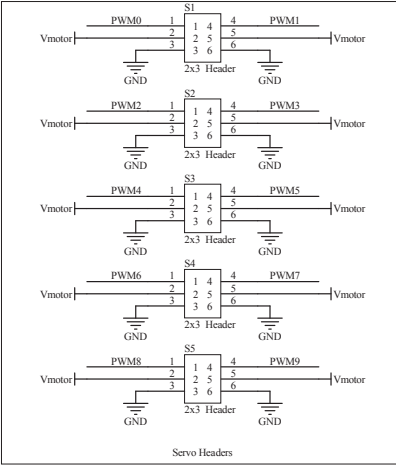 S1
PWM0 1 1 4 4 PWM1
Vmotor 2 2 5 5 Vmotor
3 3 6 6
GND 2x3 Header GND
S2
PWM2 1 1 4 4 PWM3
Vmotor 2 2 5 5 Vmotor
3 3 6 6
GND 2x3 Header GND
S3
PWM4 1 1 4 4 PWM5
Vmotor 2 2 5 5 Vmotor
3 3 6 6
GND 2x3 Header GND
S4
PWM6 1 1 4 4 PWM7
Vmotor 2 2 5 5 Vmotor
3 3 6 6
GND 2x3 Header GND
S5
PWM8 1 1 4 4 PWM9
Vmotor 2 2 5 5 Vmotor
3 3 6 6
GND 2x3 Header GND
Servo Headers